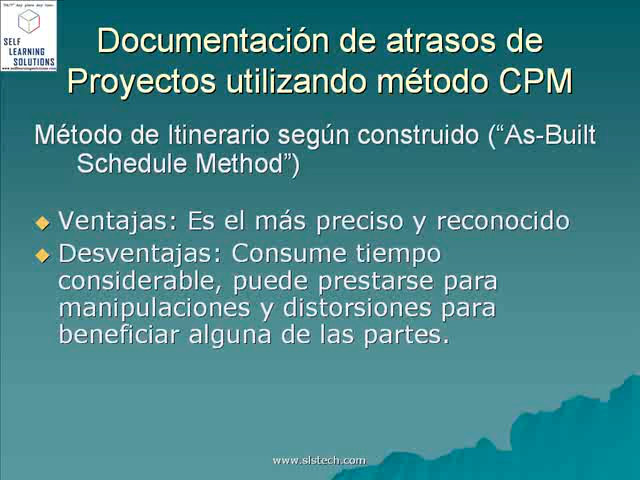 SELF
LEARNING
SOLUTIONS
Documentación de atrasos de
Proyectos utilizando método CPM
Método de Itinerario según construido (“As-Built
Schedule Method”)
Ventajas: Es el más preciso y reconocido
Desventajas: Consume tiempo
considerable, puede prestarse para
manipulaciones y distorsiones para
beneficiar alguna de las partes.
www.slstech.com